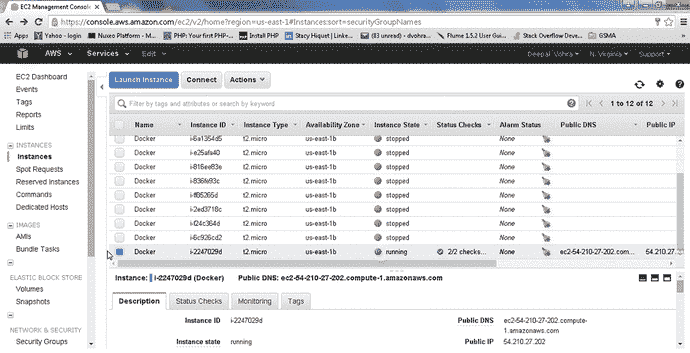 EC2 Management Conso
https://console.aws.amazon.com/ec2/v2/home?region=us-east-1#Instances:sort=securityGroupNames
Apps
Yahoo - login
Nuxeo Platform - M
PHP: Your first PHP-
Install PHP
Stacy Hiquet | LinkedIn
(83 unread) - dvohra
Flume 1.5.2 User Guid
Stack Overflow Deve
GSMA
AWS
Services
Edit
Deepak Vohra
N. Virginia
Support
EC2 Dashboard
Events
Tags
Reports
Limits
INSTANCES
Instances
Spot Requests
Reserved Instances
Commands
Dedicated Hosts
IMAGES
AMIs
Bundle Tasks
ELASTIC BLOCK STORE
Volumes
Snapshots
NETWORK & SECURITY
Security Groups
Launch Instance
Connect
Actions
Filter by tags and attributes or search by keyword
1 to 12 of 12
Name Instance ID Instance Type Availability Zone Instance State Status Checks Alarm Status Public DNS Public IP
Docker i-6a1354d5 t2.micro us-east-1b stopped None
Docker i-e25afa40 t2.micro us-east-1b stopped None
Docker i-816ee83e t2.micro us-east-1b stopped None
Docker i-836fe93c t2.micro us-east-1b stopped None
Docker i-ff85265d t2.micro us-east-1b stopped None
Docker i-2ed3718c t2.micro us-east-1b stopped None
Docker i-f24c364d t2.micro us-east-1b stopped None
Docker i-6c926cd2 t2.micro us-east-1b stopped None
Docker i-2247029d t2.micro us-east-1b running 2/2 checks... None ec2-54-210-27-202.com... 54.210.27.202
Instance: i-2247029d (Docker) Public DNS: ec2-54-210-27-202.compute-1.amazonaws.com
Description
Status Checks
Monitoring
Tags
Instance ID i-2247029d
Public DNS ec2-54-210-27-202.compute-
1.amazonaws.com
Instance state running
Public IP 54.210.27.202